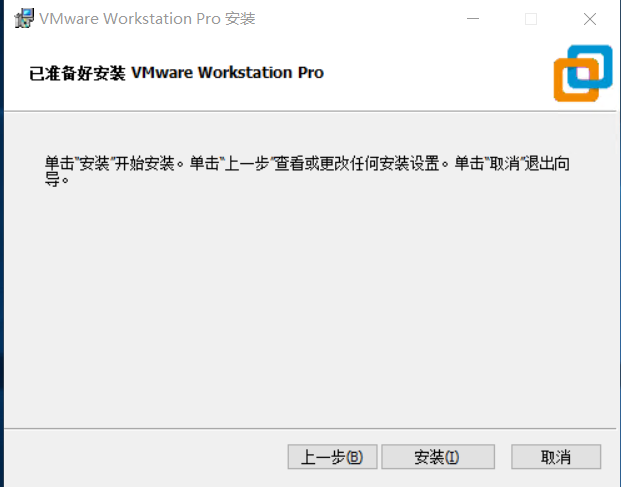 VMware Workstation Pro 安装
已准备好安装 VMware Workstation Pro
单击“安装”开始安装。单击“上一步”查看或更改任何安装设置。单击“取消”退出向
导。
上一步(B) 安装(I) 取消